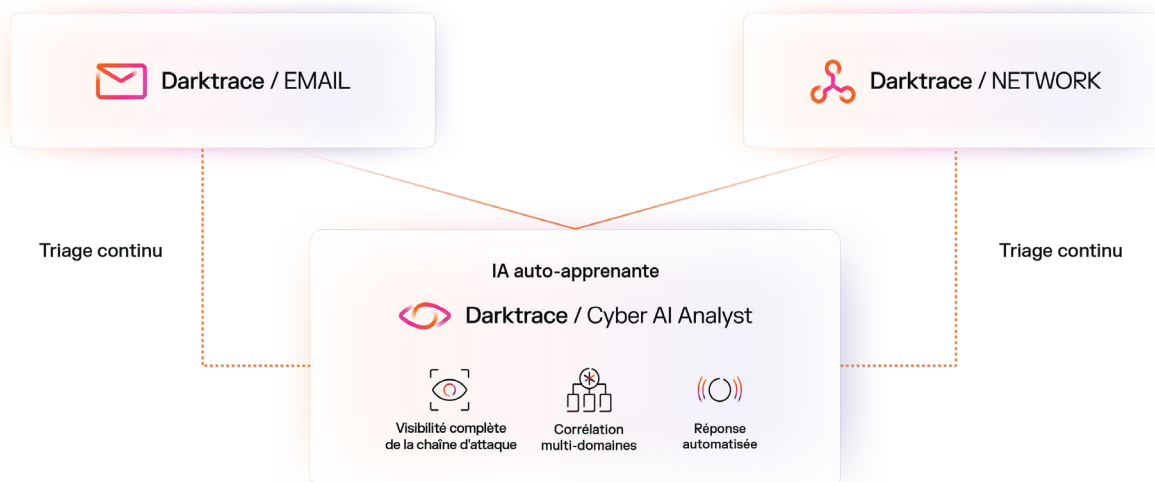 Darktrace / EMAIL
Darktrace / NETWORK
Triage continu
Triage continu
IA auto-apprenante
Darktrace / Cyber AI Analyst
Visibilité complète
de la chaîne d'attaque
Corrélation
multi-domaines
Réponse
automatisée